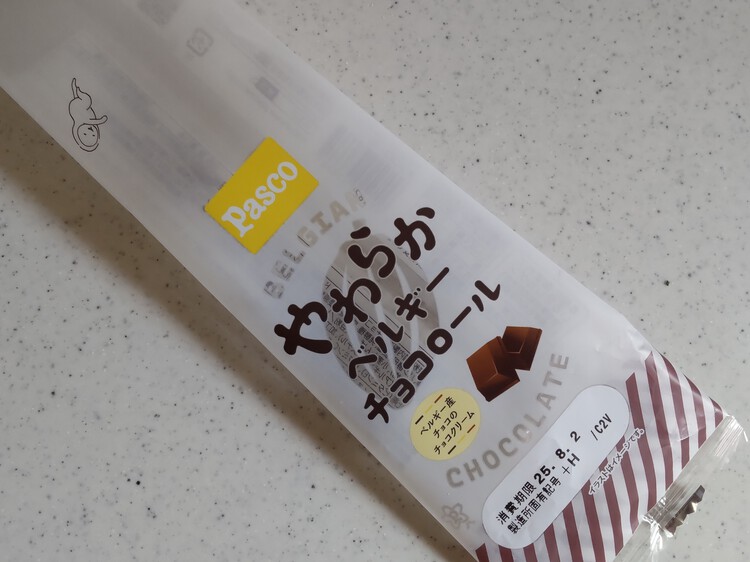 Pasco
BELGIAN
やわらか
ベルギー
チョコロール
ベルギー産
チョコの
チョコクリーム
CHOCOLATE
消費期限 25. 8. 2
製造所固有記号 +H /C2V
イラストはイメージです。